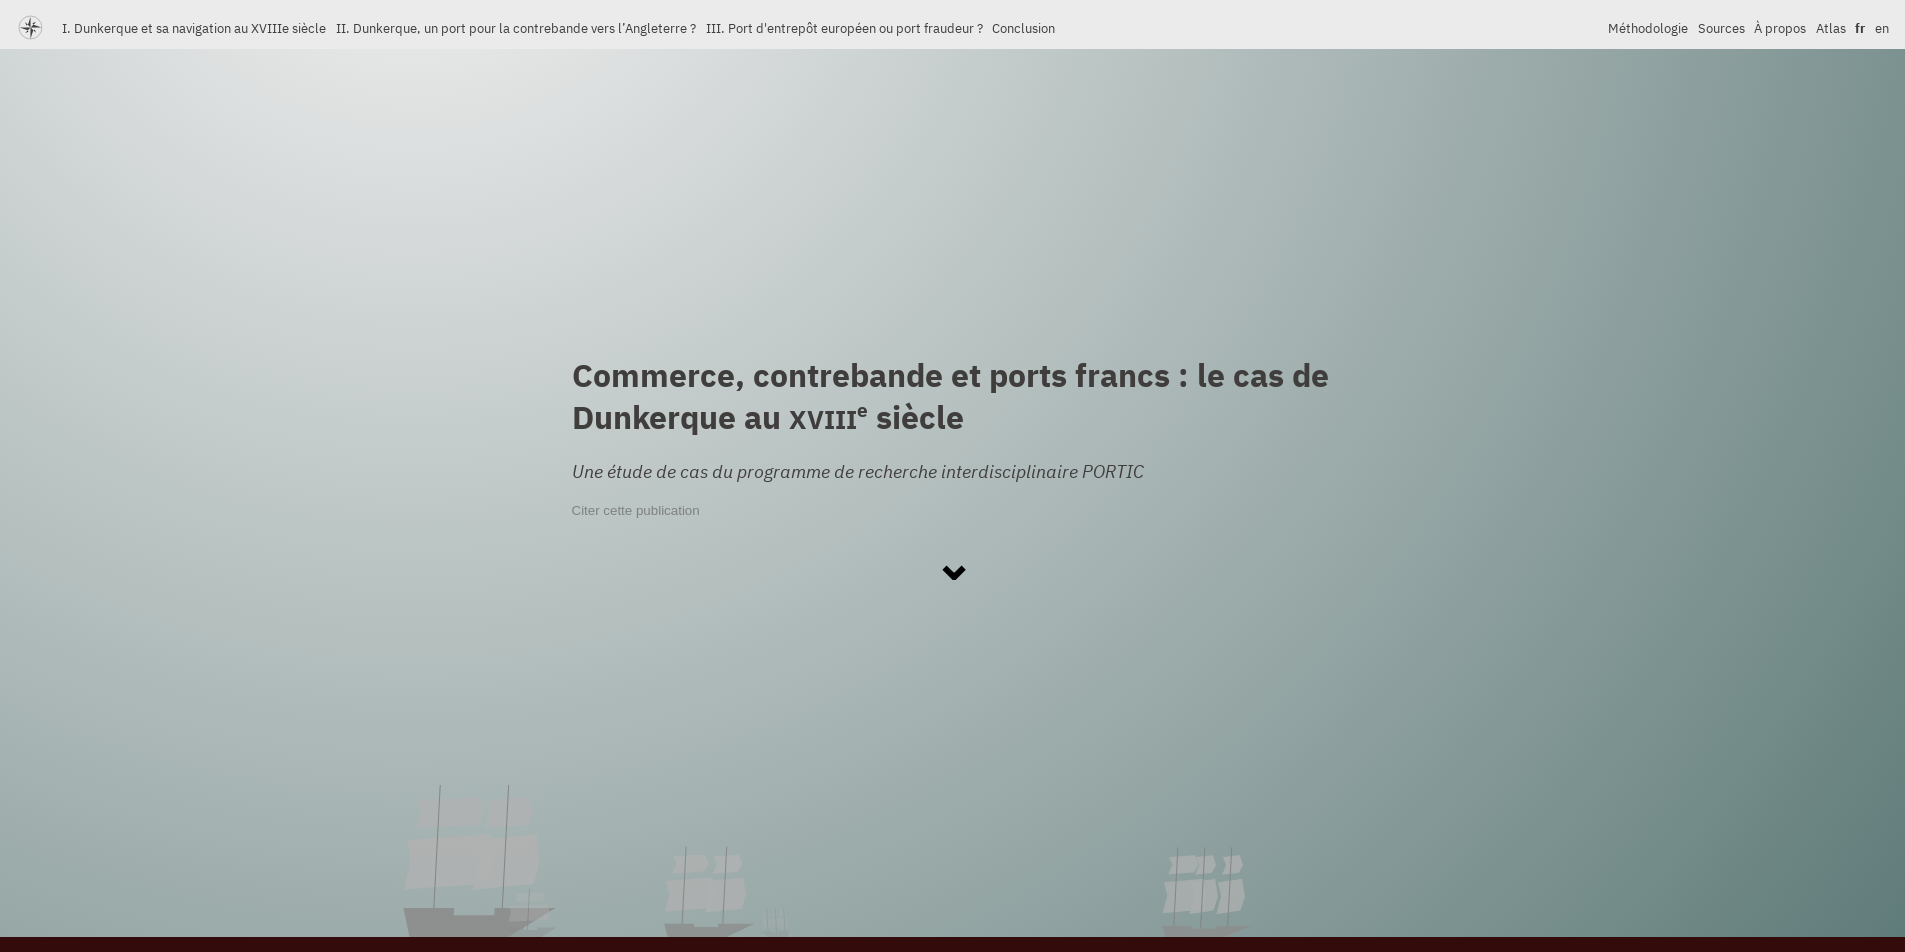 I. Dunkerque et sa navigation au XVIIIe siècle II. Dunkerque, un port pour la contrebande vers l’Angleterre ? III. Port d'entrepôt européen ou port fraudeur ? Conclusion Méthodologie Sources À propos Atlas fr en
Commerce, contrebande et ports francs : le cas de
Dunkerque au XVIIIe siècle
Une étude de cas du programme de recherche interdisciplinaire PORTIC
Citer cette publication